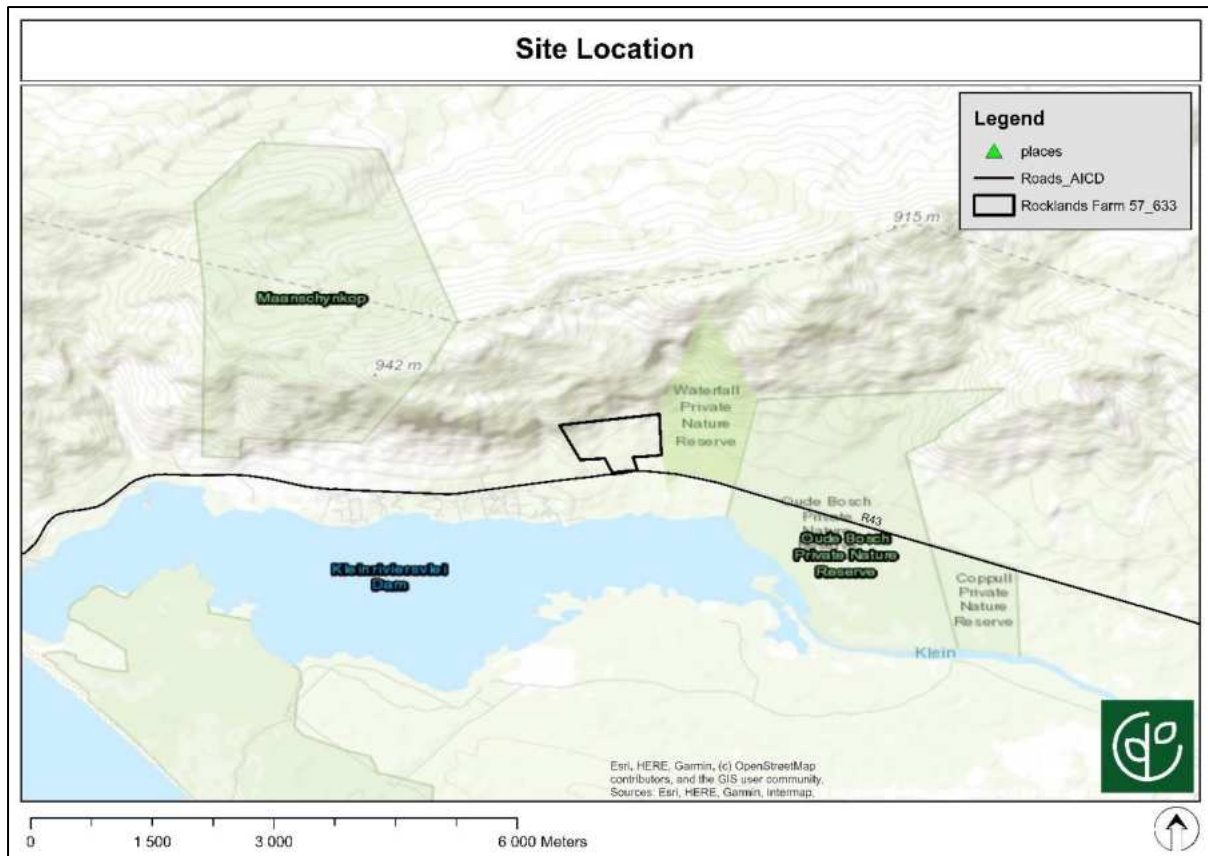 Site Location
Legend
places
Roads_AICD
Rocklands Farm 57_633
915 m
Maanschynkop
942 m
Waterfall
Private
Nature
Reserve
Oude Bosch
Private
Nature
R43
Oude Bosch
Private Nature
Reserve
Kleinriviersvlei
Dam
Coppull
Private
Nature
Reserve
Klein
Esri, HERE, Garmin, (c) OpenStreetMap
contributors, and the GIS user community,
Sources: Esri, HERE, Garmin, Intermap,
0 1 500 3 000 6 000 Meters